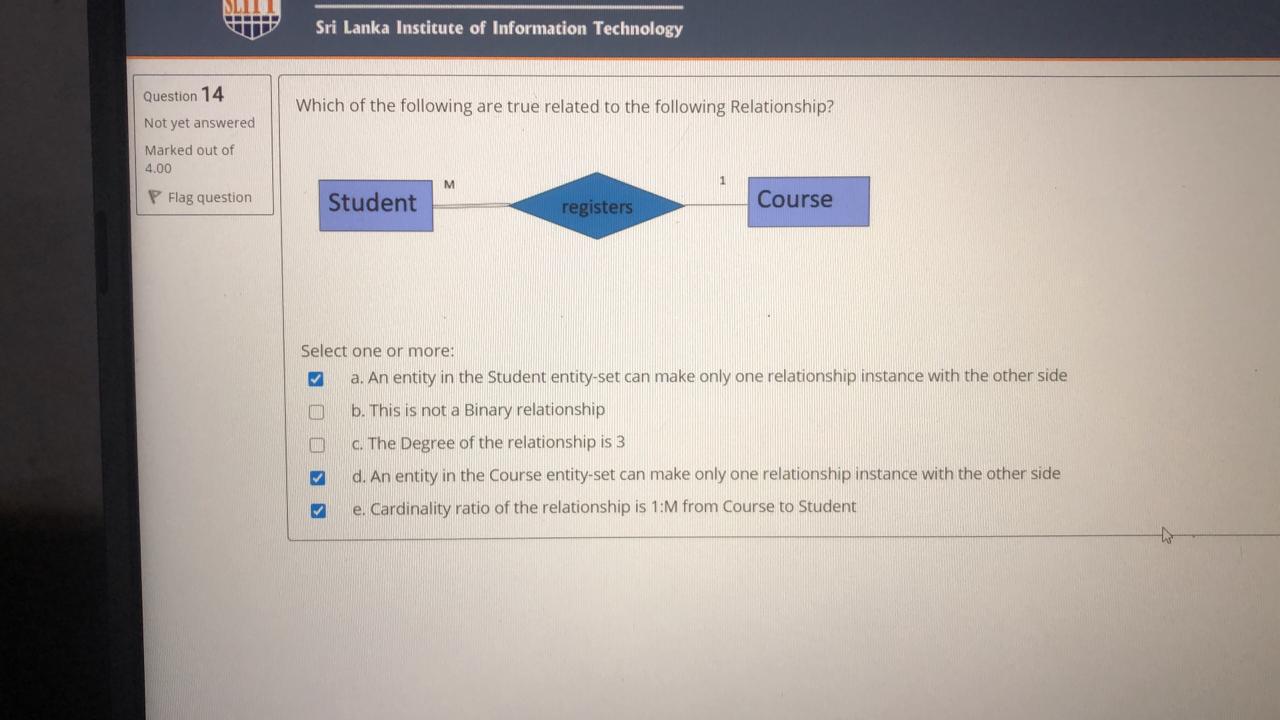 SLIIT
Sri Lanka Institute of Information Technology
Question 14
Not yet answered
Marked out of
4.00
Flag question
Which of the following are true related to the following Relationship?
Student
M
registers
1
Course
Select one or more:
a. An entity in the Student entity-set can make only one relationship instance with the other side
b. This is not a Binary relationship
c. The Degree of the relationship is 3
d. An entity in the Course entity-set can make only one relationship instance with the other side
e. Cardinality ratio of the relationship is 1:M from Course to Student